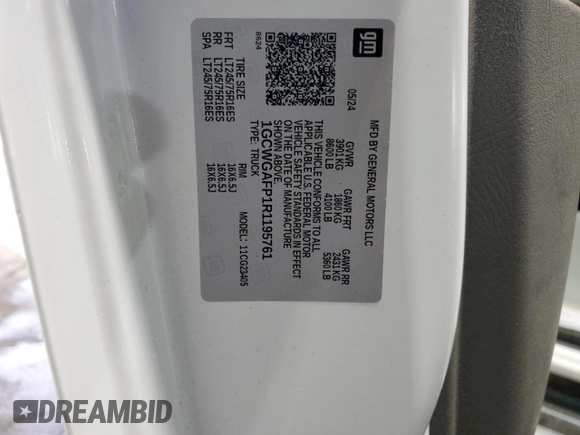 gm
MFD BY GENERAL MOTORS LLC
05/24
GVWR GAWR FRT GAWR RR
3901 KG 1860 KG 2431 KG
8600 LB 4100 LB 5360 LB
THIS VEHICLE CONFORMS TO ALL
APPLICABLE U.S. FEDERAL MOTOR
VEHICLE SAFETY STANDARDS IN EFFECT
ON THE DATE OF MANUFACTURE
SHOWN ABOVE.
1GCWGAFP1R1195761
TYPE: TRUCK MODEL: 11CG23405
B624
TIRE SIZE RIM
FRT LT245/75R16ES 16X6.5J
RR LT245/75R16ES 16X6.5J
SPA LT245/75R16ES 16X6.5J
DREAMBID